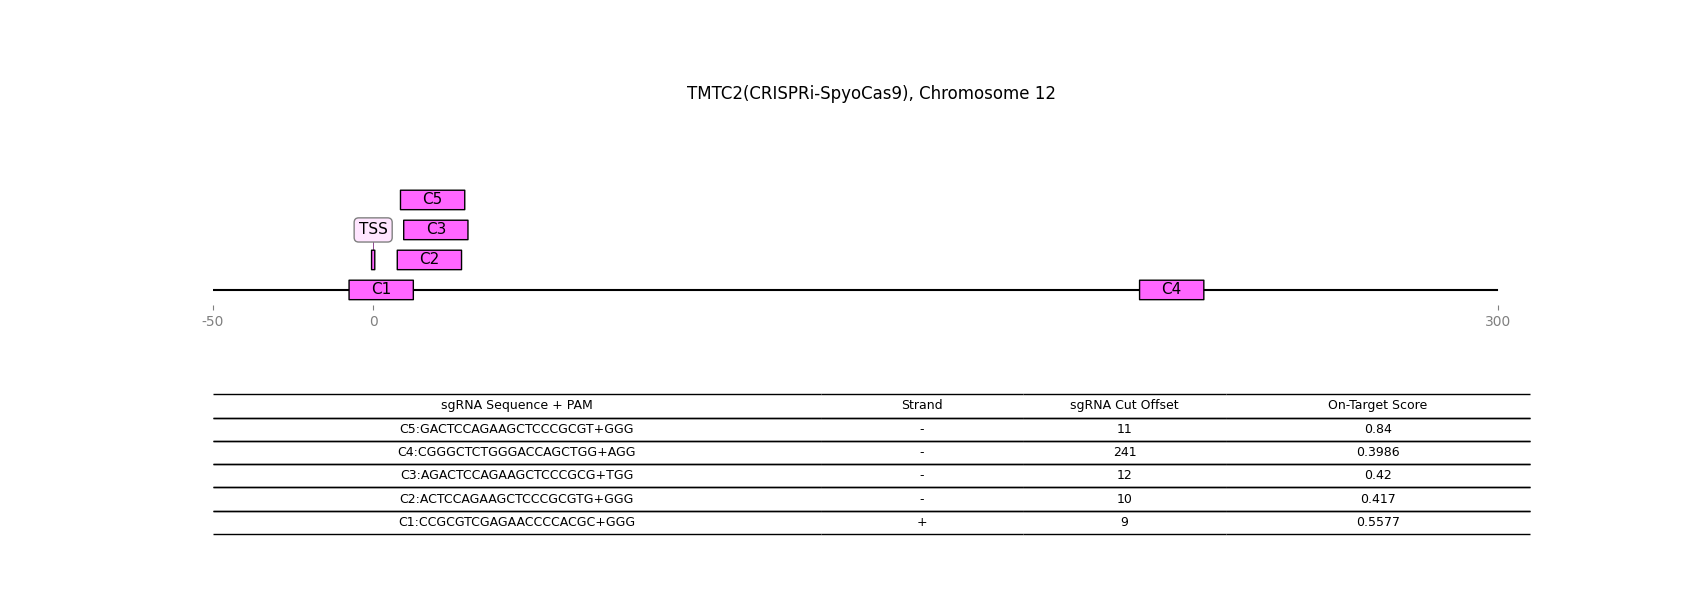 TMTC2(CRISPRi-SpyoCas9), Chromosome 12
C5
TSS C3
C2
C1 C4
-50 0 300
sgRNA Sequence + PAM Strand sgRNA Cut Offset On-Target Score
C5:GACTCCAGAAGCTCCCGCGT+GGG - 11 0.84
C4:CGGGCTCTGGGACCAGCTGG+AGG - 241 0.3986
C3:AGACTCCAGAAGCTCCCGCG+TGG - 12 0.42
C2:ACTCCAGAAGCTCCCGCGTG+GGG - 10 0.417
C1:CCGCGTCGAGAACCCCACGC+GGG + 9 0.5577